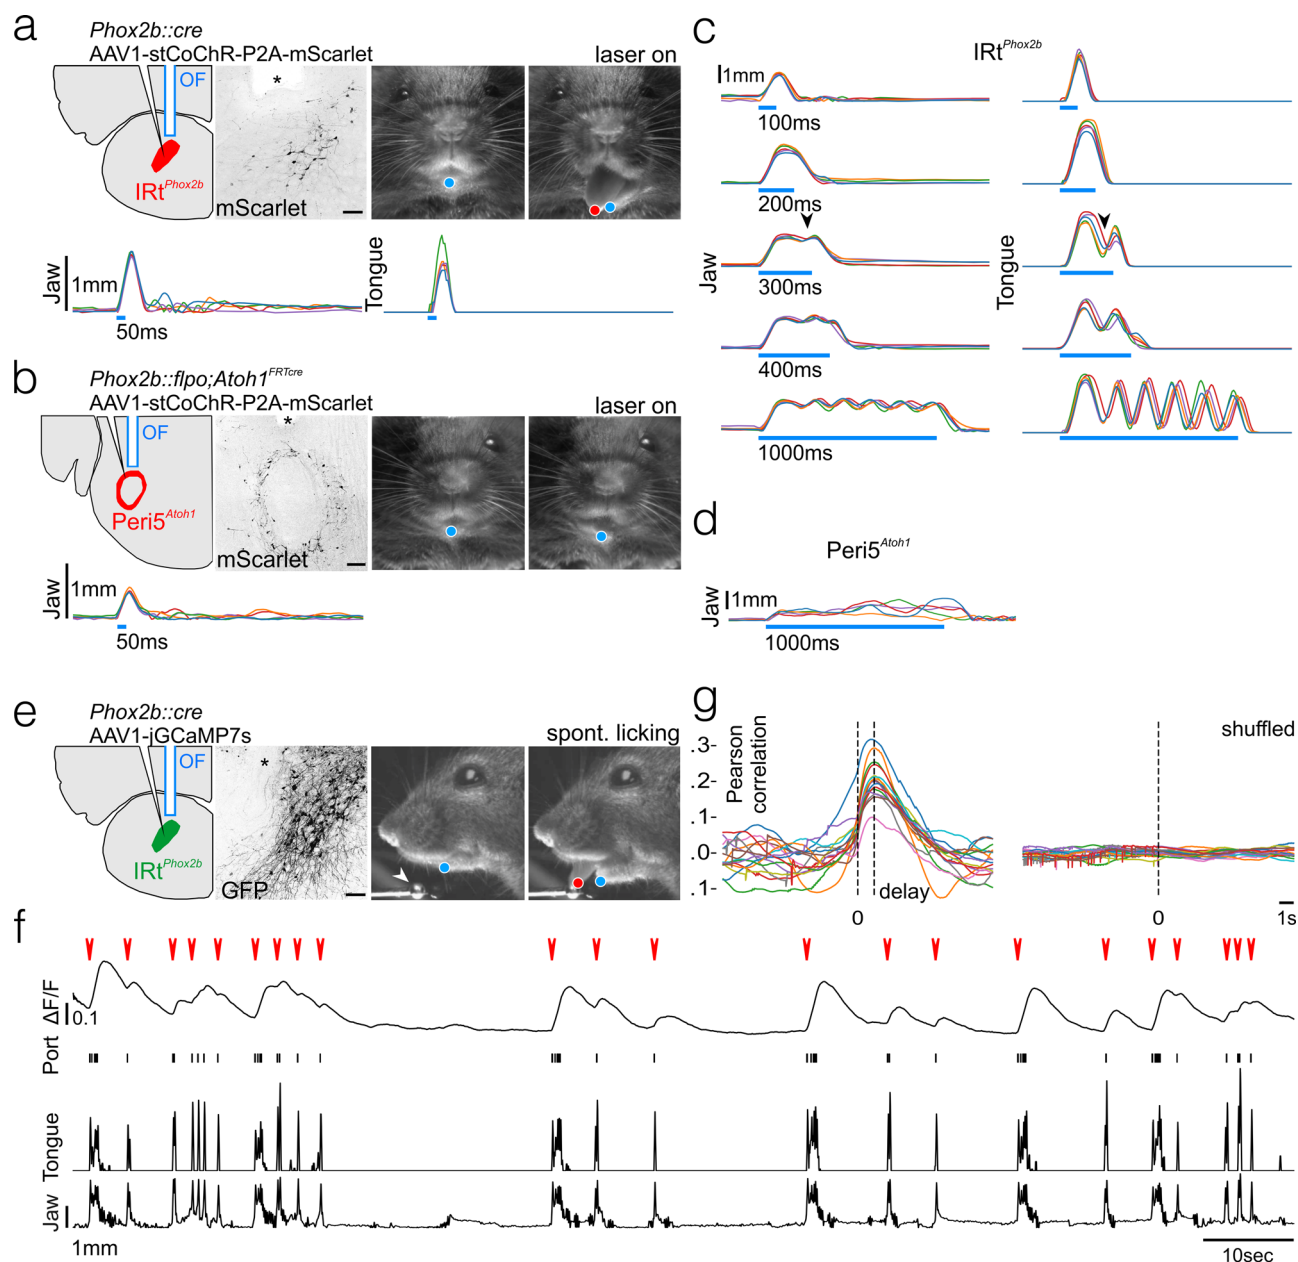 a
Phox2b::cre
AAV1-stCoChR-P2A-mScarlet
laser on
OF
*
IRtPhox2b
mScarlet
Jaw
1mm
50ms
Tongue
b
Phox2b::flpo;Atoh1FRTcre
AAV1-stCoChR-P2A-mScarlet
laser on
OF
*
Peri5Atoh1
mScarlet
Jaw
1mm
50ms
c
IRtPhox2b
1mm
100ms
200ms
Jaw
Tongue
300ms
400ms
1000ms
d
Peri5Atoh1
Jaw
1mm
1000ms
e
Phox2b::cre
AAV1-jGCaMP7s
spont. licking
OF
*
IRtPhox2b
GFP
g
Pearson
correlation
.3-
.2-
.1-
.0-
.1-
delay
0
shuffled
0
1s
f
ΔF/F
0.1
Port
Tongue
Jaw
1mm
10sec